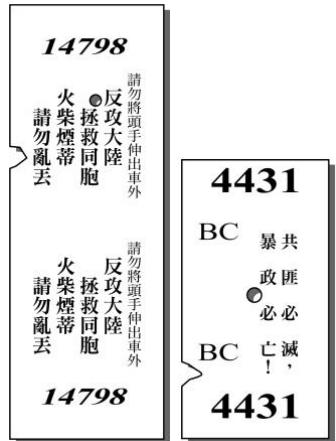 14798
請勿將頭手伸出車外
反攻大陸
拯救同胞
火柴煙蒂
請勿亂丟
請勿將頭手伸出車外
反攻大陸
拯救同胞
火柴煙蒂
請勿亂丟
14798
4431
BC
共匪必滅，
暴政必亡！
BC
4431